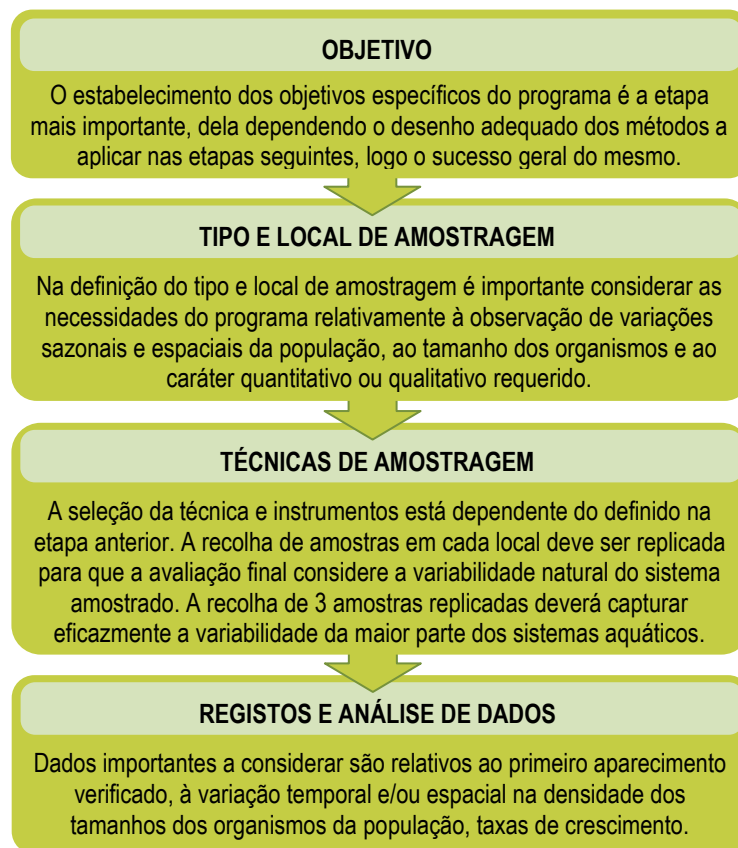 OBJETIVO
O estabelecimento dos objetivos específicos do programa é a etapa
mais importante, dela dependendo o desenho adequado dos métodos a
aplicar nas etapas seguintes, logo o sucesso geral do mesmo.
TIPO E LOCAL DE AMOSTRAGEM
Na definição do tipo e local de amostragem é importante considerar as
necessidades do programa relativamente à observação de variações
sazonais e espaciais da população, ao tamanho dos organismos e ao
caráter quantitativo ou qualitativo requerido.
TÉCNICAS DE AMOSTRAGEM
A seleção da técnica e instrumentos está dependente do definido na
etapa anterior. A recolha de amostras em cada local deve ser replicada
para que a avaliação final considere a variabilidade natural do sistema
amostrado. A recolha de 3 amostras replicadas deverá capturar
eficazmente a variabilidade da maior parte dos sistemas aquáticos.
REGISTOS E ANÁLISE DE DADOS
Dados importantes a considerar são relativos ao primeiro aparecimento
verificado, à variação temporal e/ou espacial na densidade dos
tamanhos dos organismos da população, taxas de crescimento.